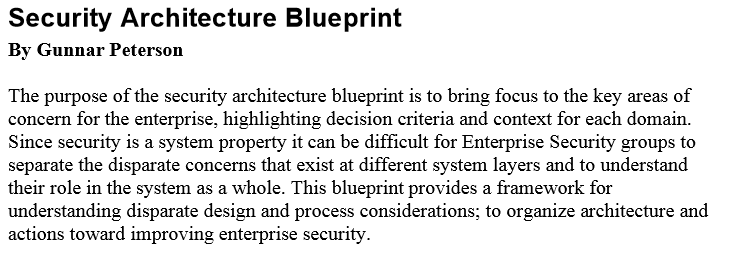 Security Architecture Blueprint
By Gunnar Peterson
The purpose of the security architecture blueprint is to bring focus to the key areas of
concern for the enterprise, highlighting decision criteria and context for each domain.
Since security is a system property it can be difficult for Enterprise Security groups to
separate the disparate concerns that exist at different system layers and to understand
their role in the system as a whole. This blueprint provides a framework for
understanding disparate design and process considerations; to organize architecture and
actions toward improving enterprise security.